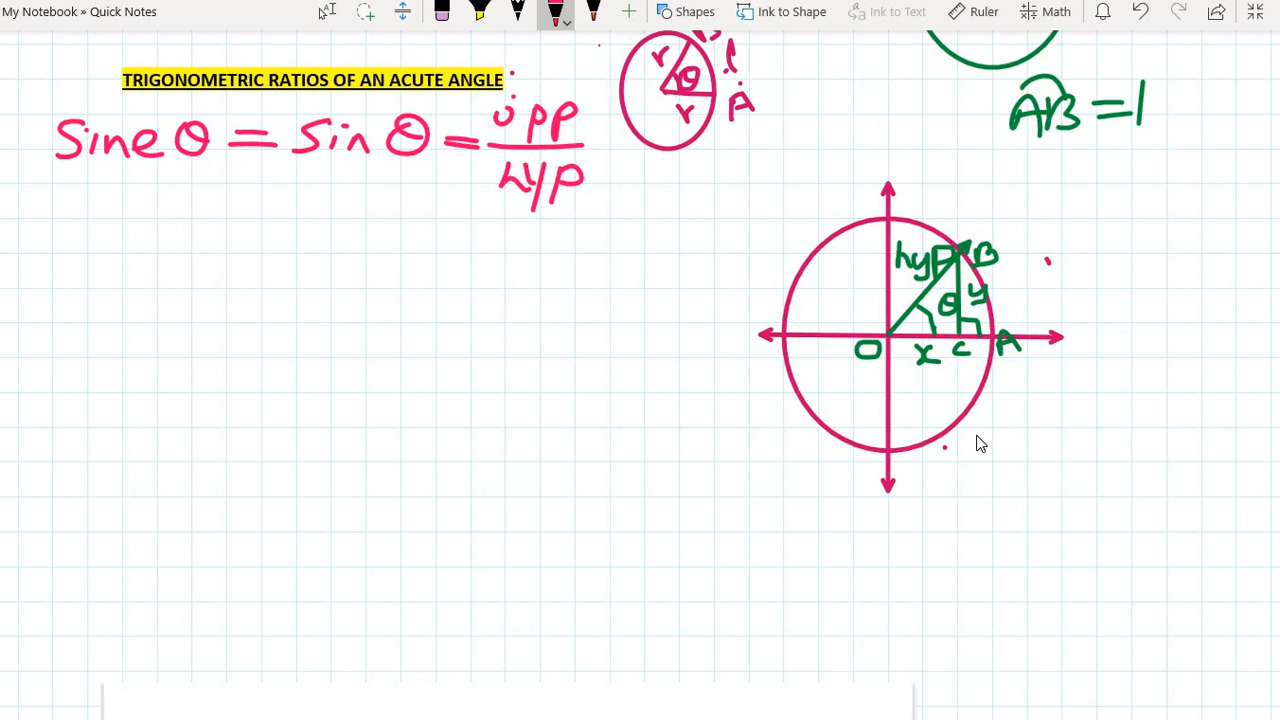 My Notebook » Quick Notes
Shapes
Ink to Shape
Ink to Text
Ruler
Math
TRIGONOMETRIC RATIOS OF AN ACUTE ANGLE
Sine θ = Sin θ = opp
hyp
r
θ
r
A
AB = l
hyp
B
θ
y
O
x
C
A